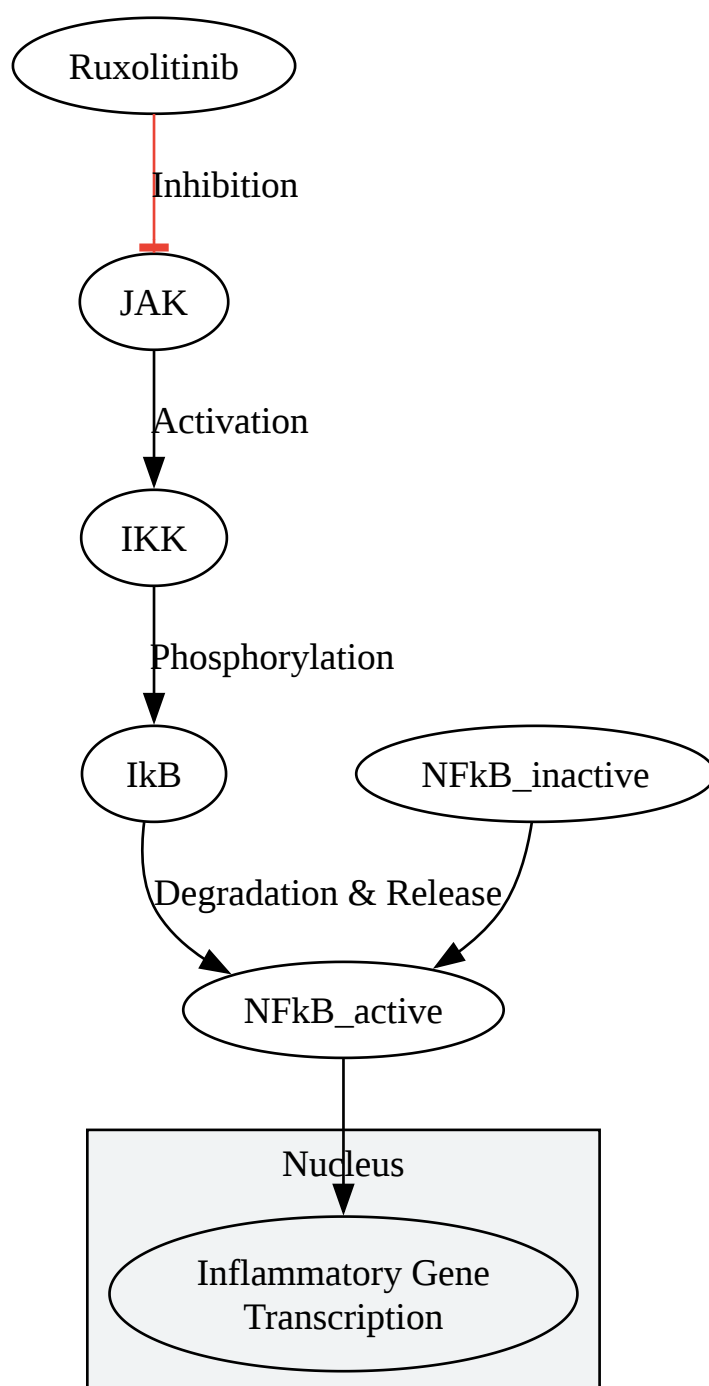 Ruxolitinib
Inhibition
JAK
Activation
IKK
Phosphorylation
IkB
NFkB_inactive
Degradation & Release
NFkB_active
Nucleus
Inflammatory Gene
Transcription